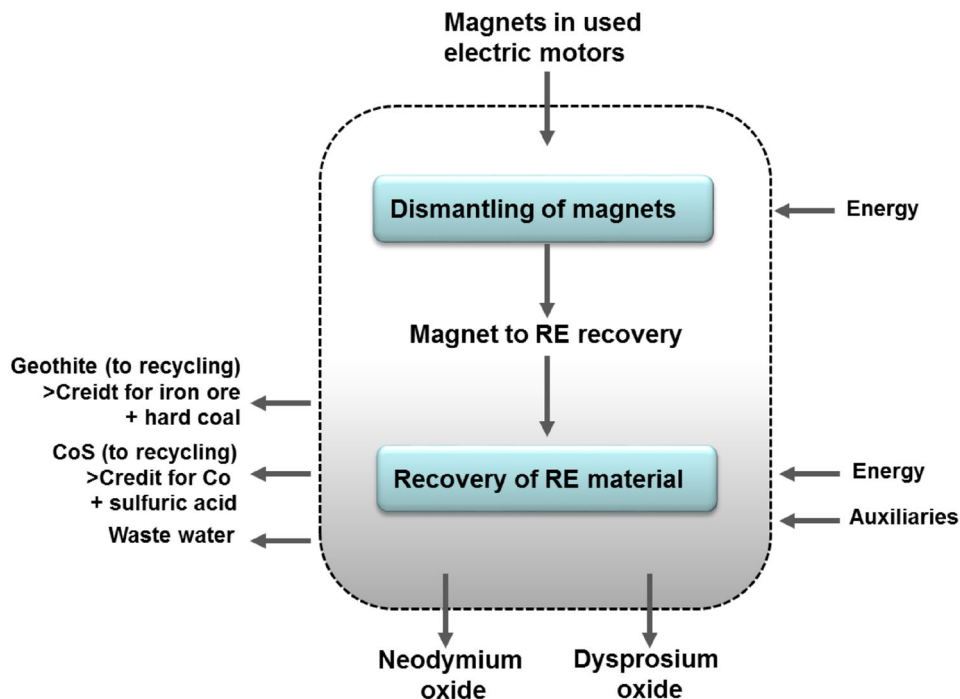 Magnets in used
electric motors
Dismantling of magnets
Energy
Magnet to RE recovery
Geothite (to recycling)
>Creidt for iron ore
+ hard coal
CoS (to recycling)
>Credit for Co
+ sulfuric acid
Waste water
Recovery of RE material
Energy
Auxiliaries
Neodymium
oxide
Dysprosium
oxide